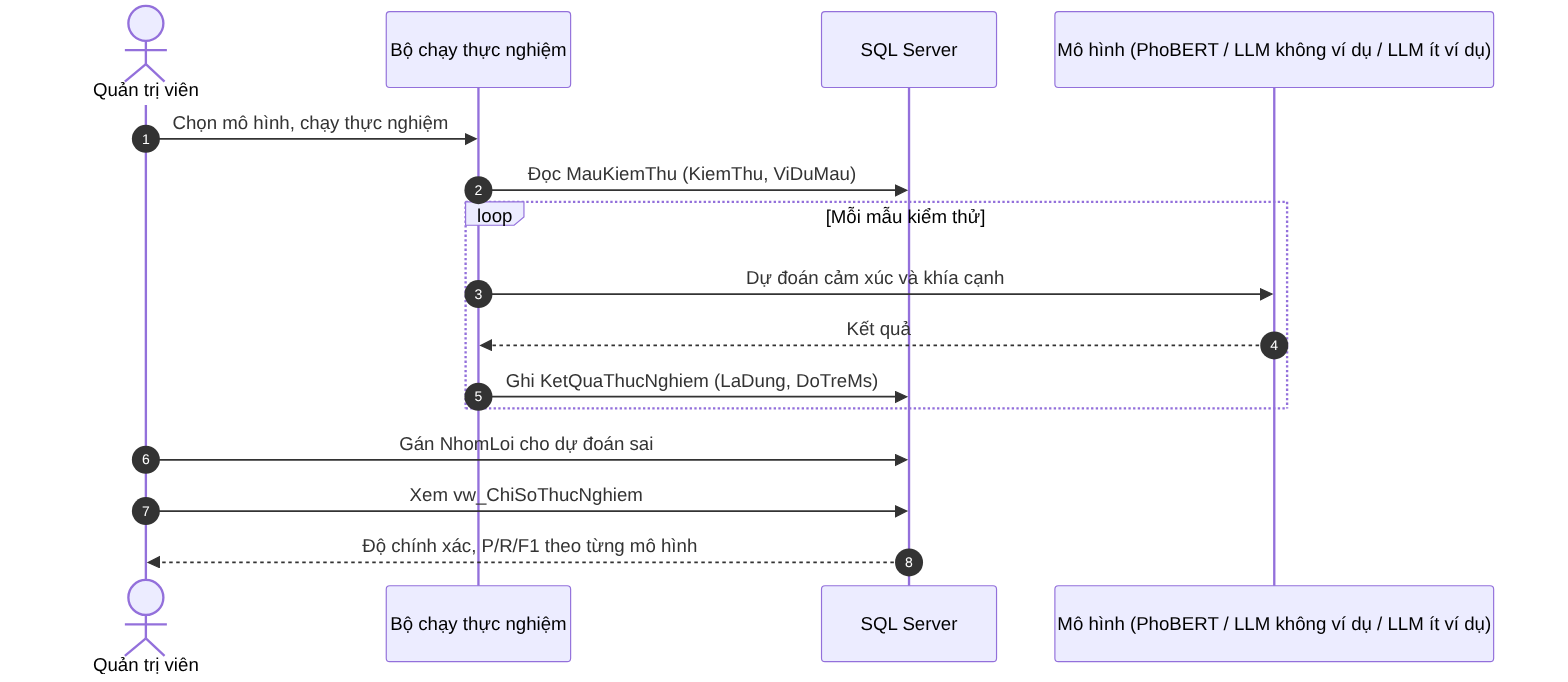 Quản trị viên
Bộ chạy thực nghiệm
SQL Server
Mô hình (PhoBERT / LLM không ví dụ / LLM ít ví dụ)
1
Chọn mô hình, chạy thực nghiệm
2
Đọc MauKiemThu (KiemThu, ViDuMau)
loop
[Mỗi mẫu kiểm thử]
3
Dự đoán cảm xúc và khía cạnh
Kết quả
4
5
Ghi KetQuaThucNghiem (LaDung, DoTreMs)
6
Gán NhomLoi cho dự đoán sai
7
Xem vw_ChiSoThucNghiem
Độ chính xác, P/R/F1 theo từng mô hình
8
Quản trị viên
Bộ chạy thực nghiệm
SQL Server
Mô hình (PhoBERT / LLM không ví dụ / LLM ít ví dụ)